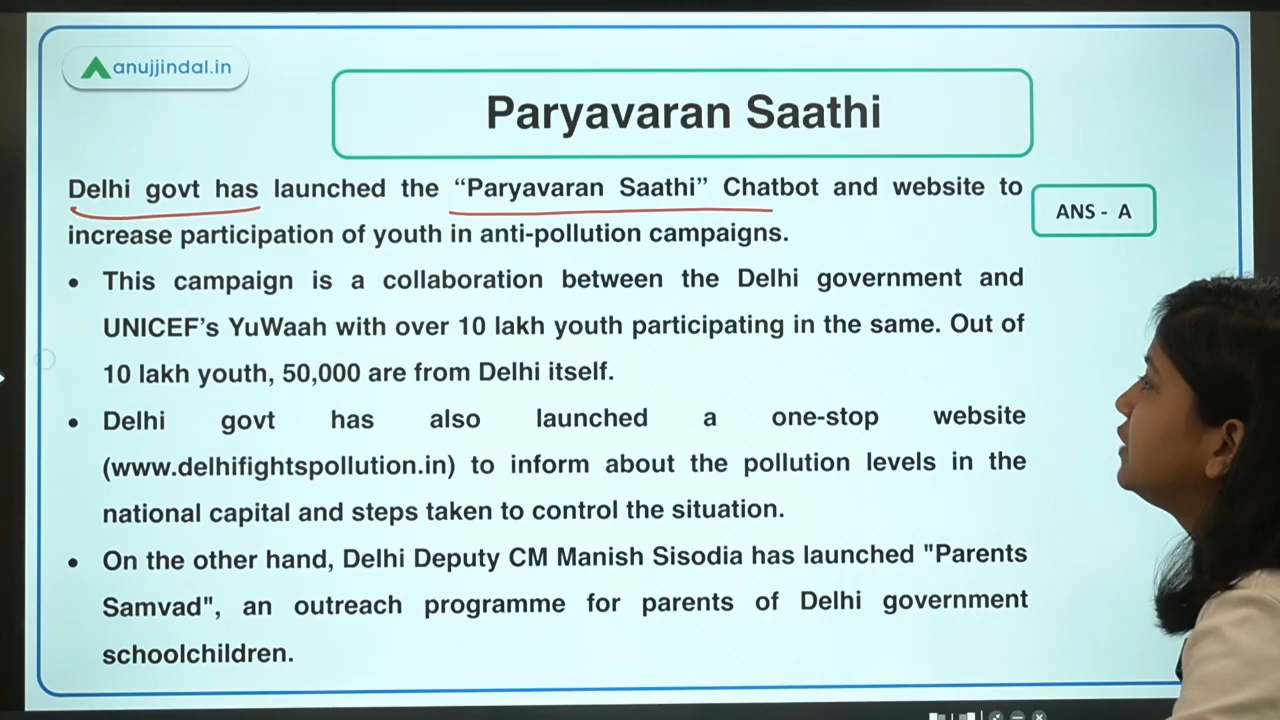 anujjindal.in
Paryavaran Saathi
Delhi govt has launched the “Paryavaran Saathi” Chatbot and website to
increase participation of youth in anti-pollution campaigns.
ANS - A
• This campaign is a collaboration between the Delhi government and
UNICEF’s YuWaah with over 10 lakh youth participating in the same. Out of
10 lakh youth, 50,000 are from Delhi itself.
• Delhi govt has also launched a one-stop website
(www.delhifightspollution.in) to inform about the pollution levels in the
national capital and steps taken to control the situation.
• On the other hand, Delhi Deputy CM Manish Sisodia has launched "Parents
Samvad", an outreach programme for parents of Delhi government
schoolchildren.